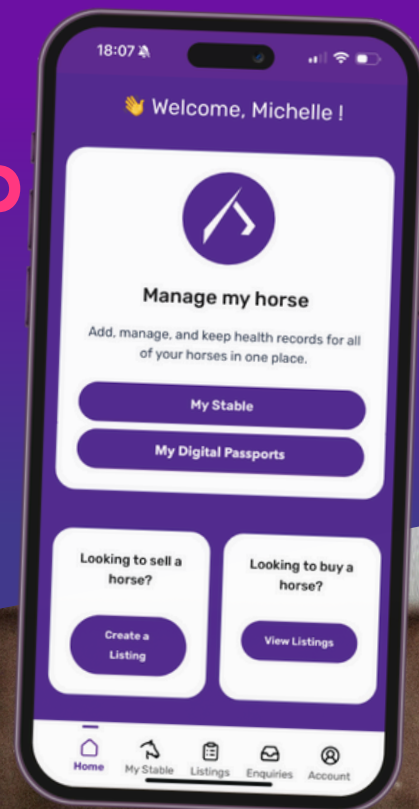 18:07
👋 Welcome, Michelle !
Manage my horse
Add, manage, and keep health records for all
of your horses in one place.
My Stable
My Digital Passports
Looking to sell a
horse?
Create a
Listing
Looking to buy a
horse?
View Listings
Home
My Stable
Listings
Enquiries
Account